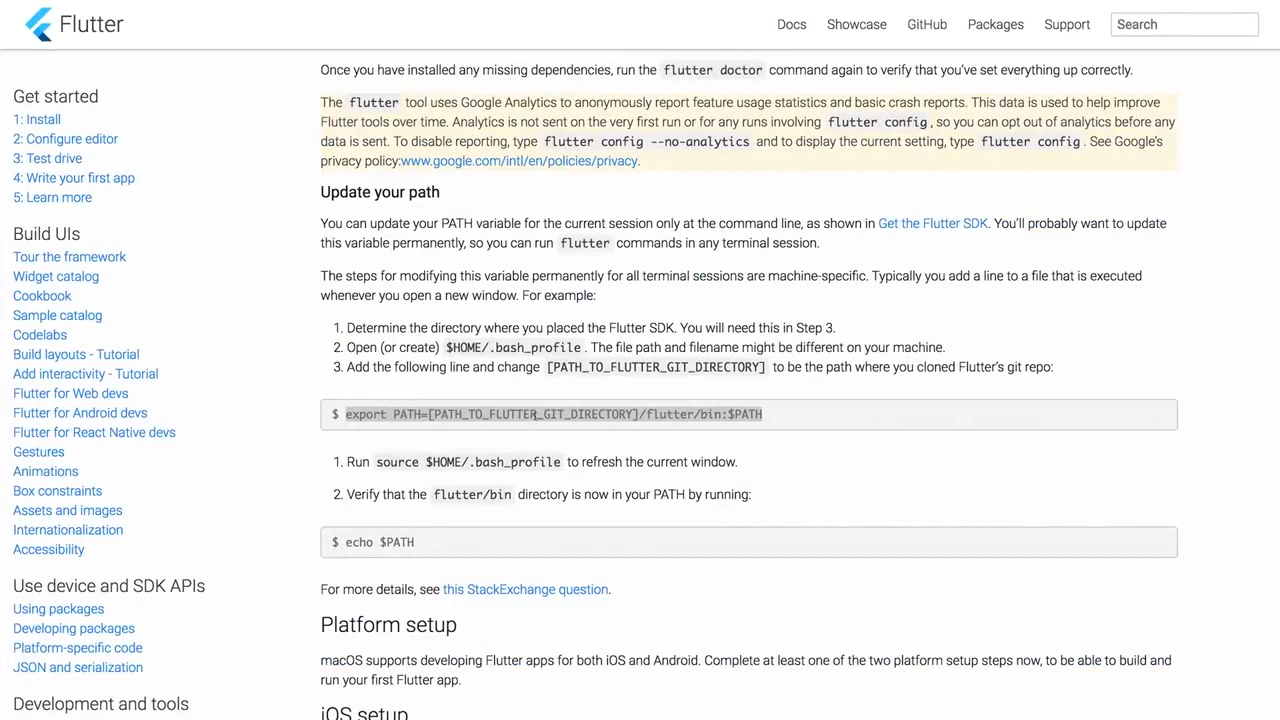 Flutter
Docs Showcase GitHub Packages Support Search
Get started
1: Install
2: Configure editor
3: Test drive
4: Write your first app
5: Learn more
Build UIs
Tour the framework
Widget catalog
Cookbook
Sample catalog
Codelabs
Build layouts - Tutorial
Add interactivity - Tutorial
Flutter for Web devs
Flutter for Android devs
Flutter for React Native devs
Gestures
Animations
Box constraints
Assets and images
Internationalization
Accessibility
Use device and SDK APIs
Using packages
Developing packages
Platform-specific code
JSON and serialization
Development and tools
Once you have installed any missing dependencies, run the flutter doctor command again to verify that you've set everything up correctly.
The flutter tool uses Google Analytics to anonymously report feature usage statistics and basic crash reports. This data is used to help improve
Flutter tools over time. Analytics is not sent on the very first run or for any runs involving flutter config, so you can opt out of analytics before any
data is sent. To disable reporting, type flutter config --no-analytics and to display the current setting, type flutter config. See Google's
privacy policy:www.google.com/intl/en/policies/privacy.
Update your path
You can update your PATH variable for the current session only at the command line, as shown in Get the Flutter SDK. You'll probably want to update
this variable permanently, so you can run flutter commands in any terminal session.
The steps for modifying this variable permanently for all terminal sessions are machine-specific. Typically you add a line to a file that is executed
whenever you open a new window. For example:
1. Determine the directory where you placed the Flutter SDK. You will need this in Step 3.
2. Open (or create) $HOME/.bash_profile. The file path and filename might be different on your machine.
3. Add the following line and change [PATH_TO_FLUTTER_GIT_DIRECTORY] to be the path where you cloned Flutter's git repo:
$ export PATH=[PATH_TO_FLUTTER_GIT_DIRECTORY]/flutter/bin:$PATH
1. Run source $HOME/.bash_profile to refresh the current window.
2. Verify that the flutter/bin directory is now in your PATH by running:
$ echo $PATH
For more details, see this StackExchange question.
Platform setup
macOS supports developing Flutter apps for both iOS and Android. Complete at least one of the two platform setup steps now, to be able to build and
run your first Flutter app.
iOS setup